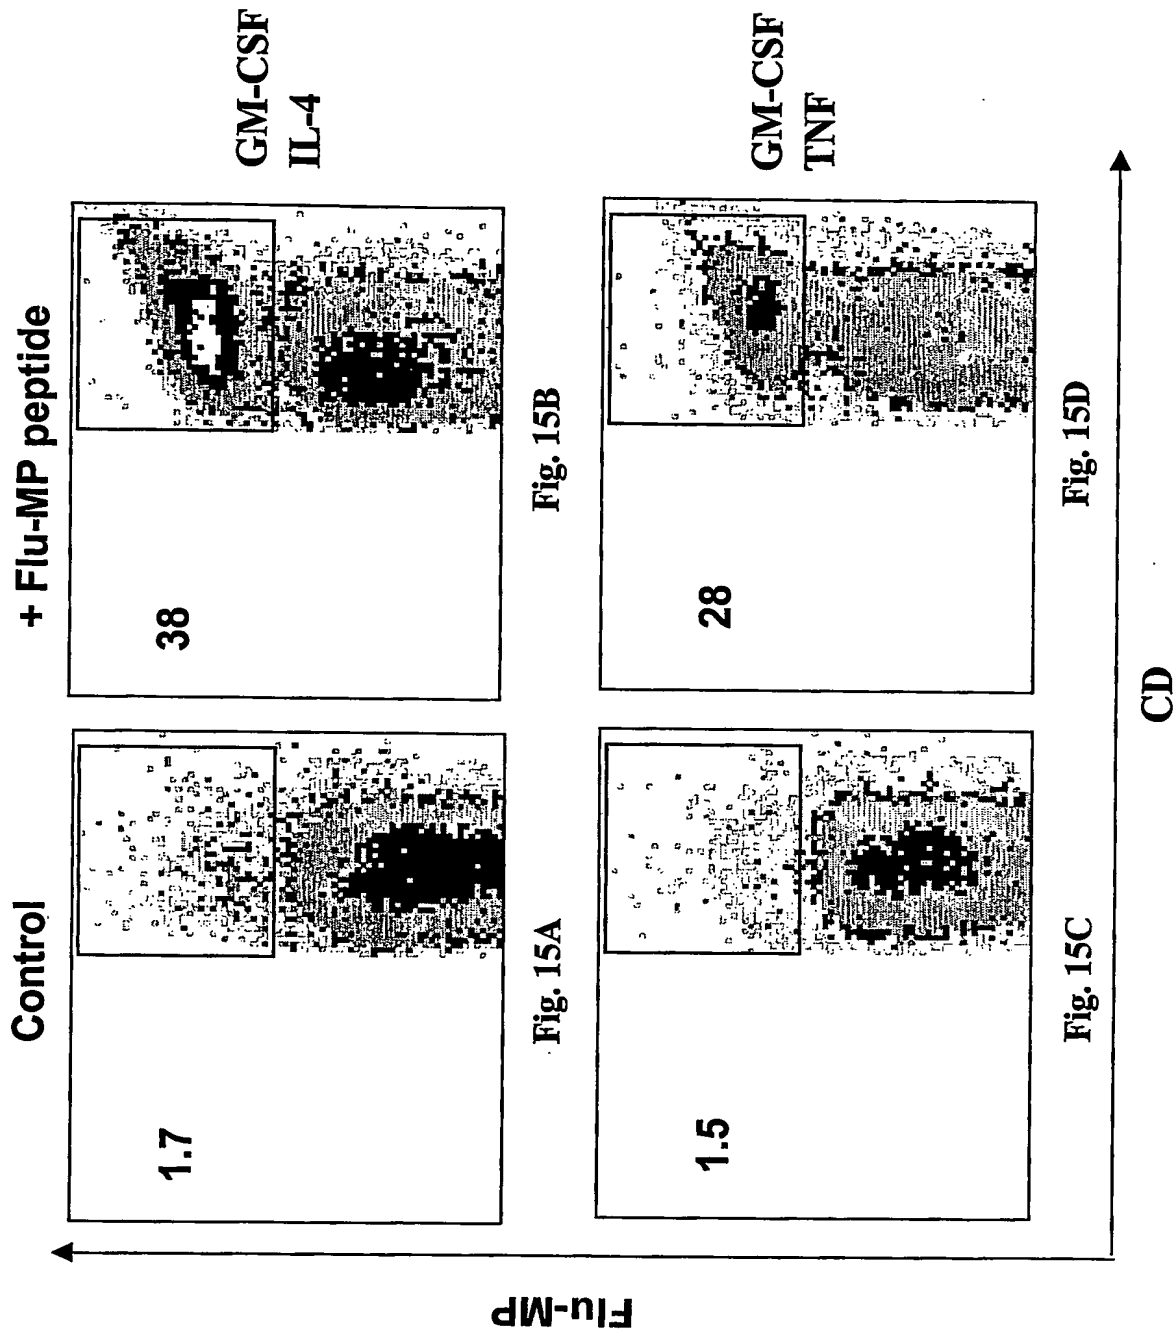 Control
+ Flu-MP peptide
1.7
38
GM-CSF
IL-4
Fig. 15A
Fig. 15B
1.5
28
GM-CSF
TNF
Fig. 15C
Fig. 15D
Flu-MP
CD